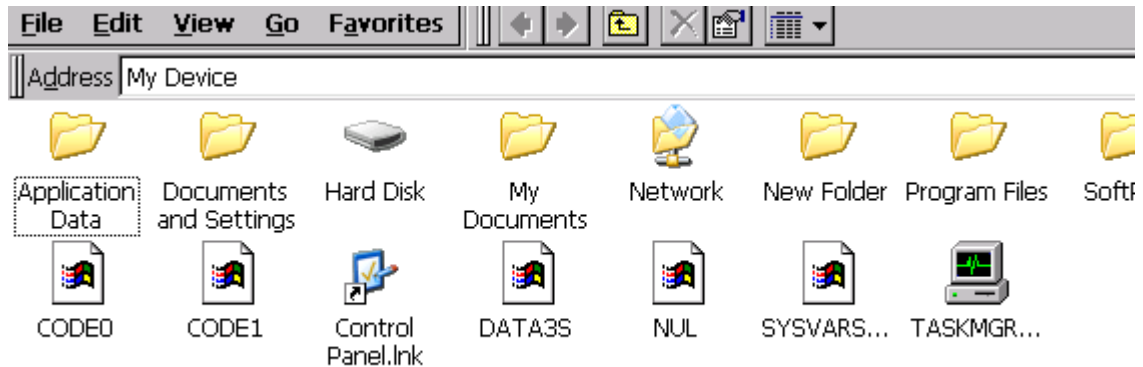 File Edit View Go Favorites
Address My Device
Application Data
Documents and Settings
Hard Disk
My Documents
Network
New Folder
Program Files
SoftP
CODE0
CODE1
Control Panel.lnk
DATA3S
NUL
SYSVARS...
TASKMGR...